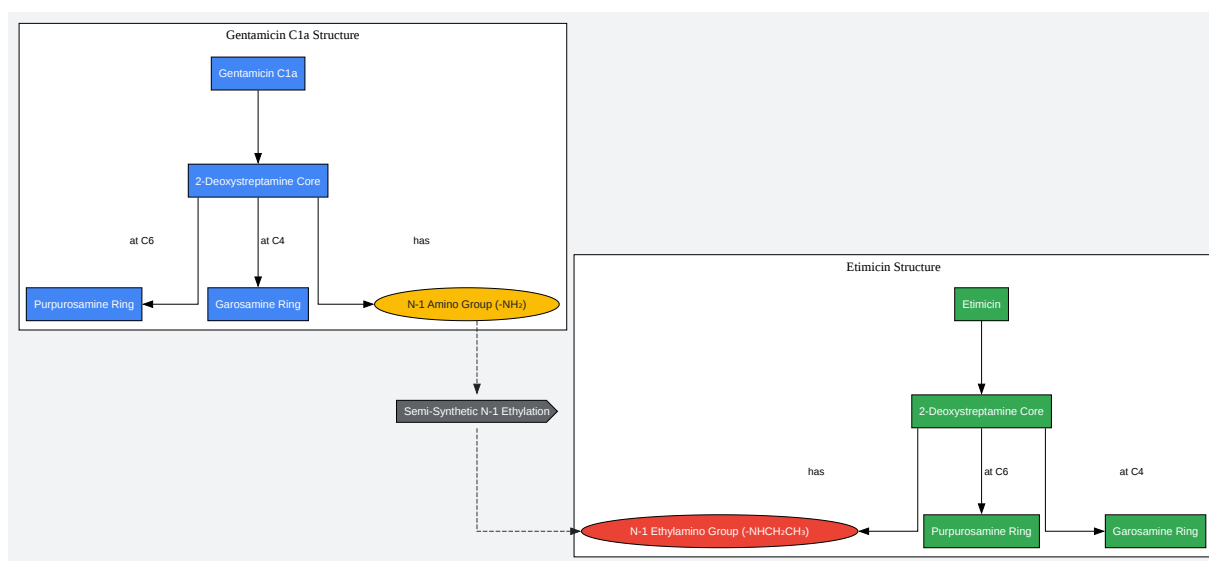 Gentamicin C1a Structure
Gentamicin C1a
2-Deoxystreptamine Core
at C6
at C4
has
Purpurosamine Ring
Garosamine Ring
N-1 Amino Group (-NH₂)
Semi-Synthetic N-1 Ethylation
Etimicin Structure
Etimicin
2-Deoxystreptamine Core
has
at C6
at C4
N-1 Ethylamino Group (-NHCH₂CH₃)
Purpurosamine Ring
Garosamine Ring